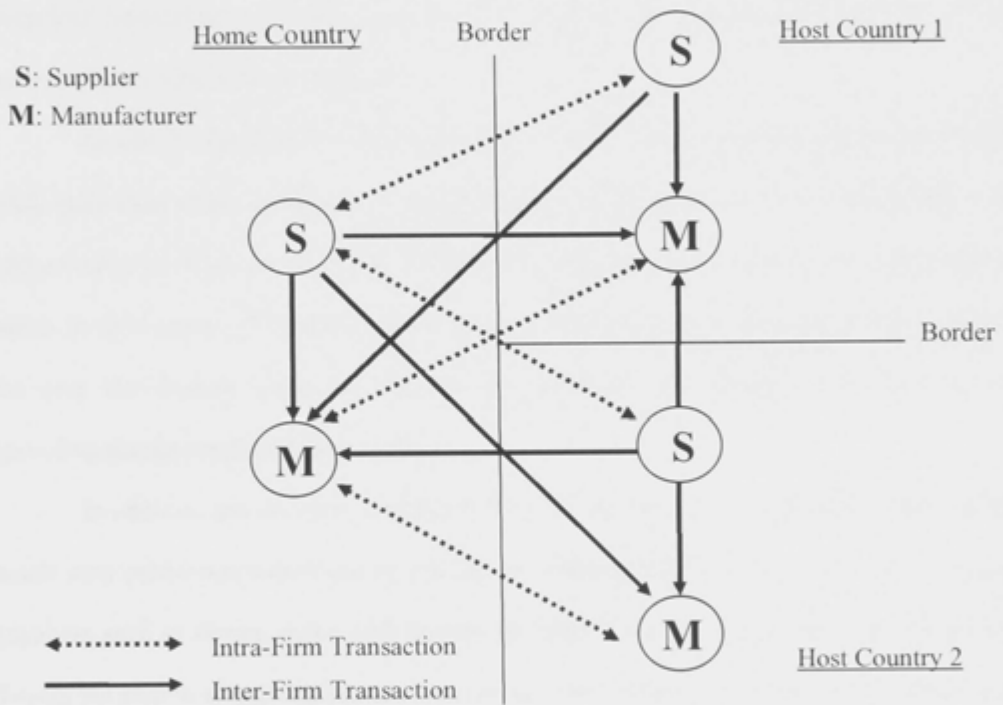 Home Country
Border
Host Country 1
S: Supplier
M: Manufacturer
S
S
M
Border
S
M
M
Intra-Firm Transaction
Host Country 2
Inter-Firm Transaction